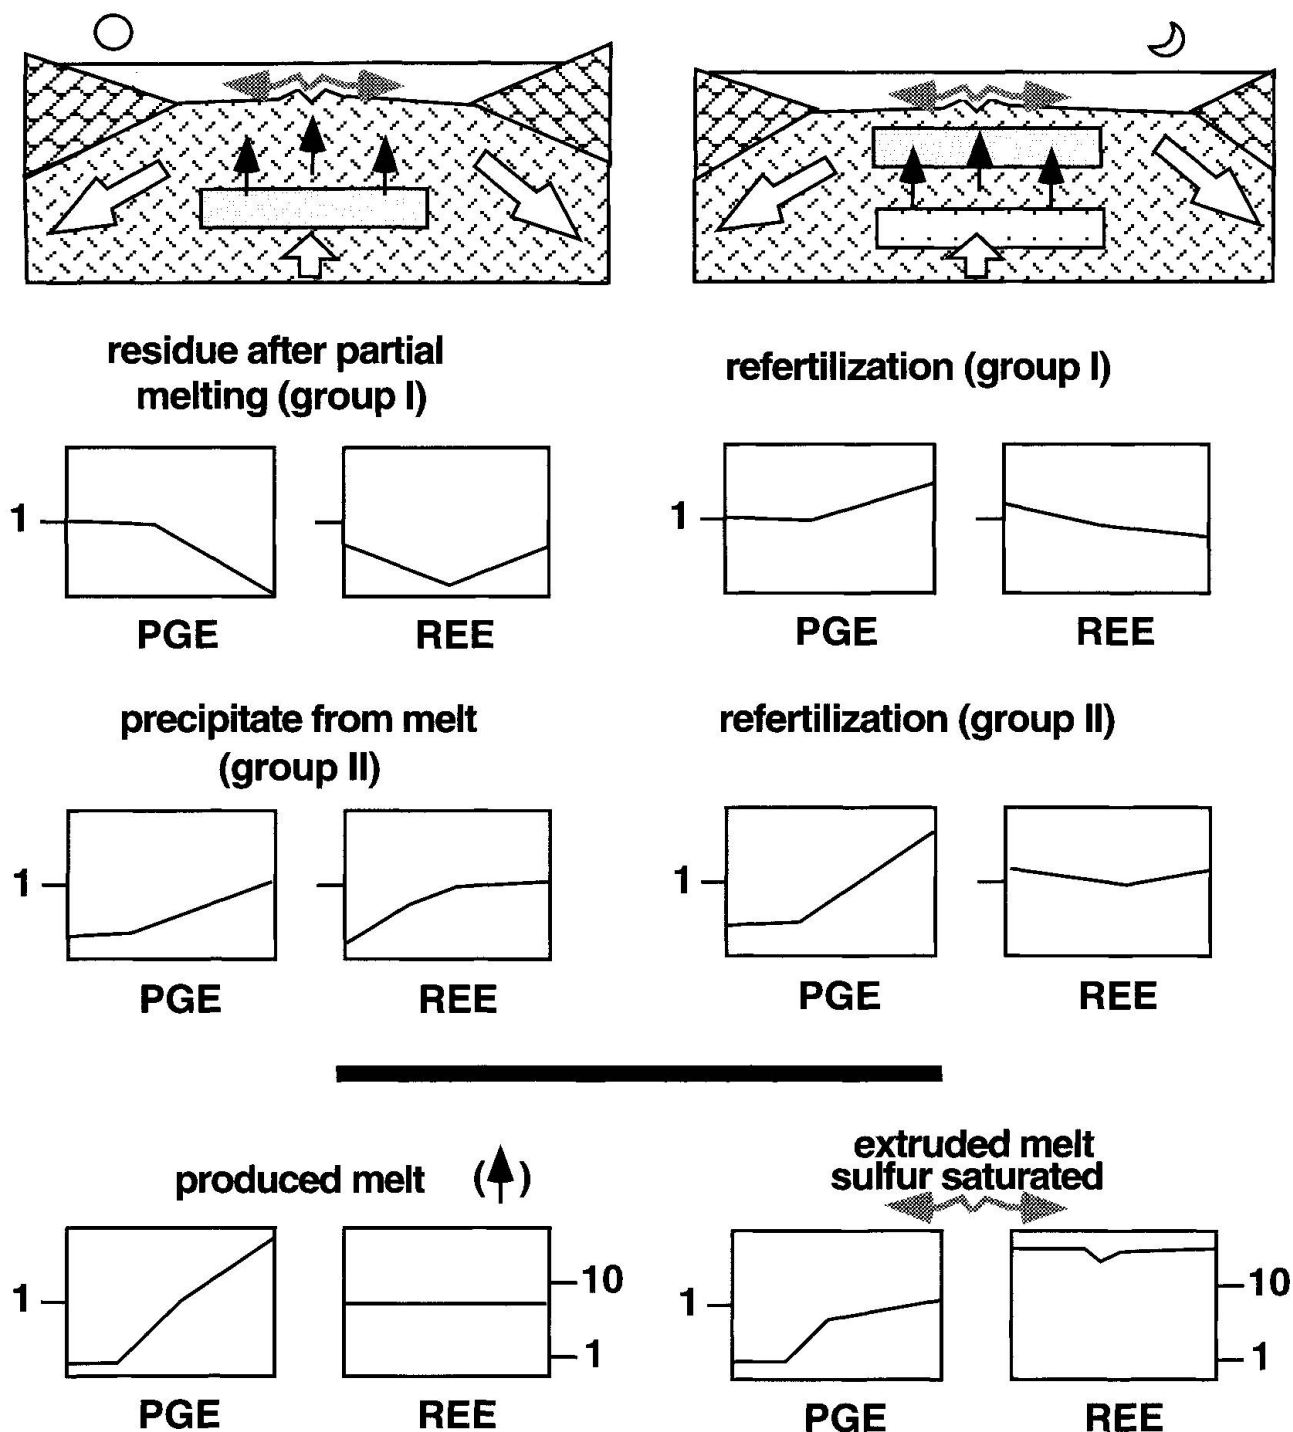 residue after partial
melting (group I)
refertilization (group I)
1
PGE
REE
1
PGE
REE
precipitate from melt
(group II)
refertilization (group II)
1
PGE
REE
1
PGE
REE
produced melt ( )
extruded melt
sulfur saturated
1
PGE
10
1
REE
1
PGE
10
1
REE